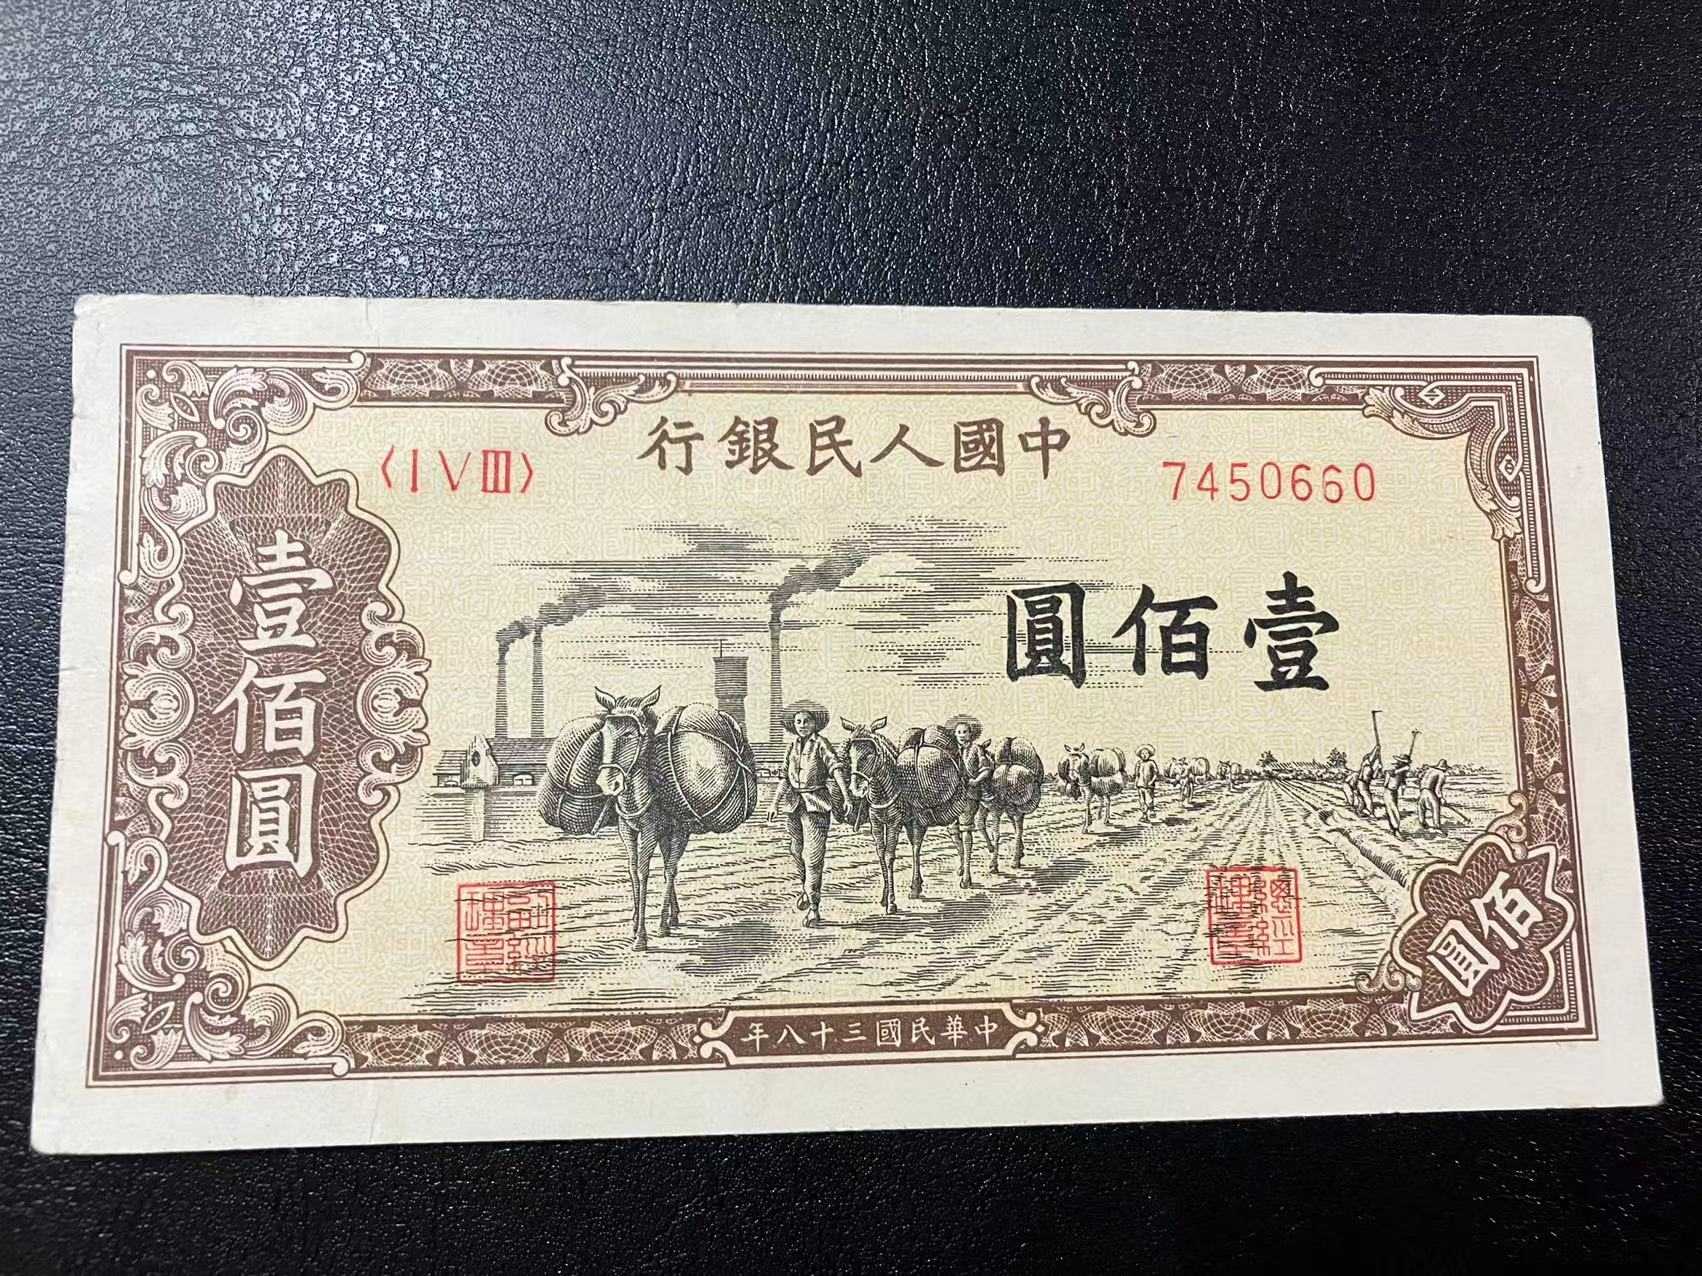 中國人民銀行
〈I V III〉
7450660
壹佰圓
壹佰圓
佰圓
中華民國三十八年